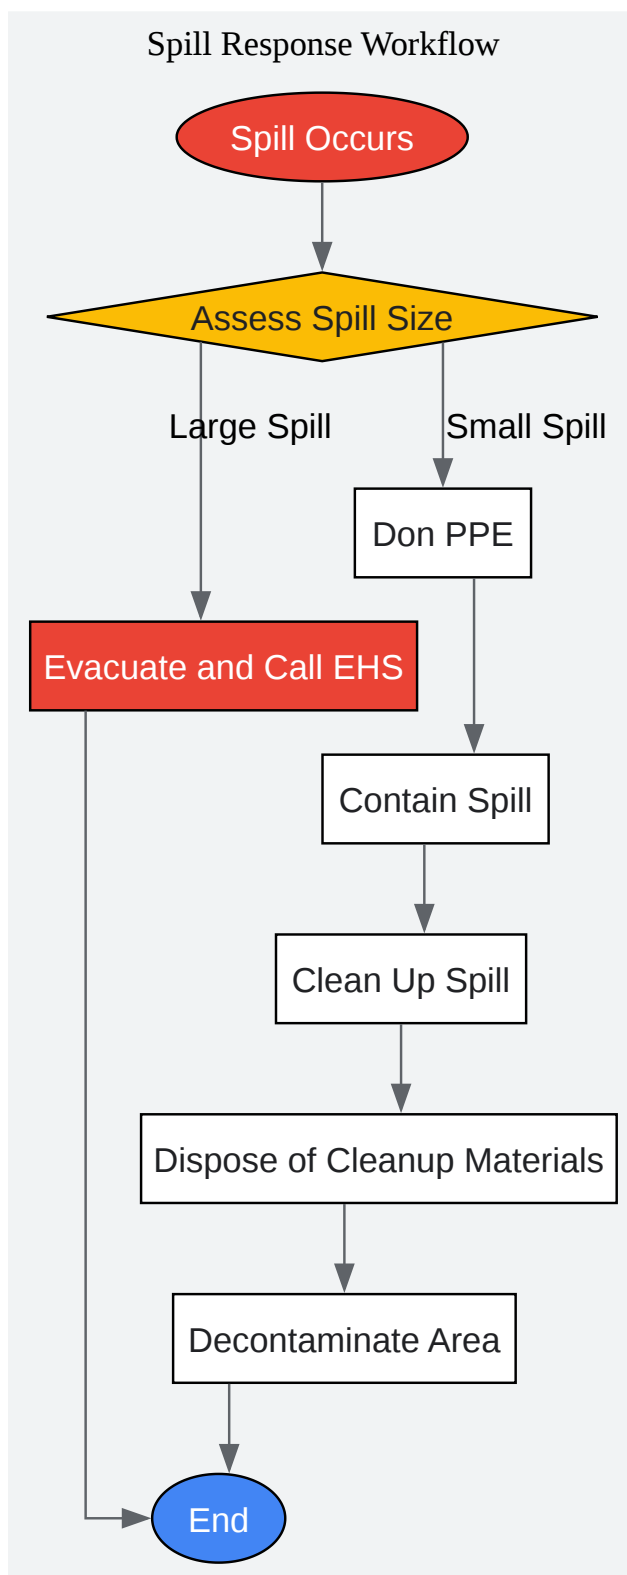 Spill Response Workflow
Spill Occurs
Assess Spill Size
Large Spill
Small Spill
Don PPE
Evacuate and Call EHS
Contain Spill
Clean Up Spill
Dispose of Cleanup Materials
Decontaminate Area
End